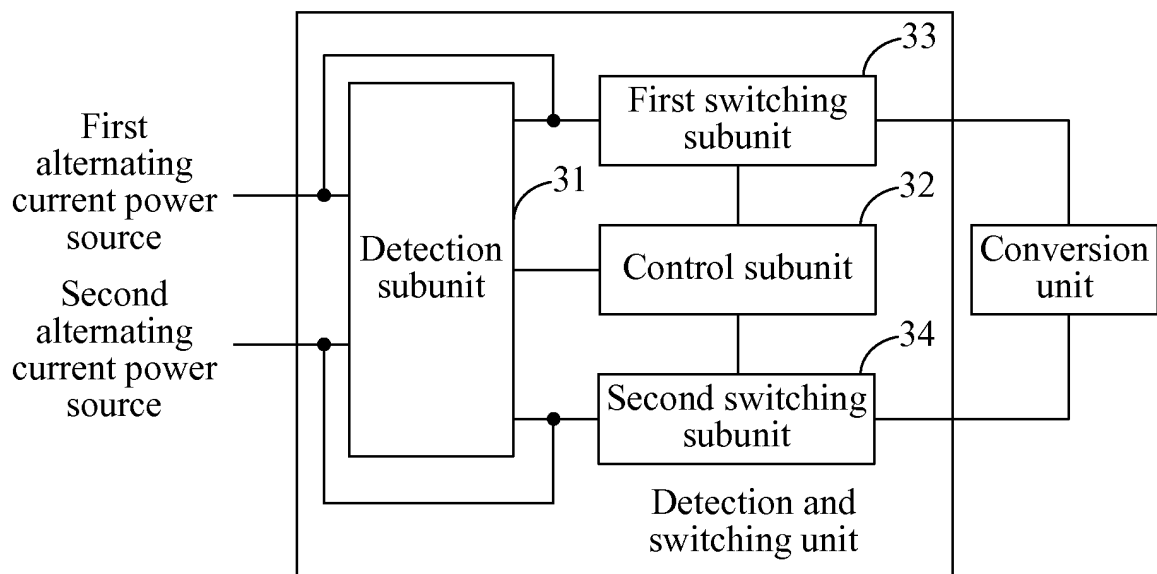 First
alternating
current power
source
Second
alternating
current power
source
Detection
subunit
31
33
First switching
subunit
32
Control subunit
34
Second switching
subunit
Detection and
switching unit
Conversion
unit